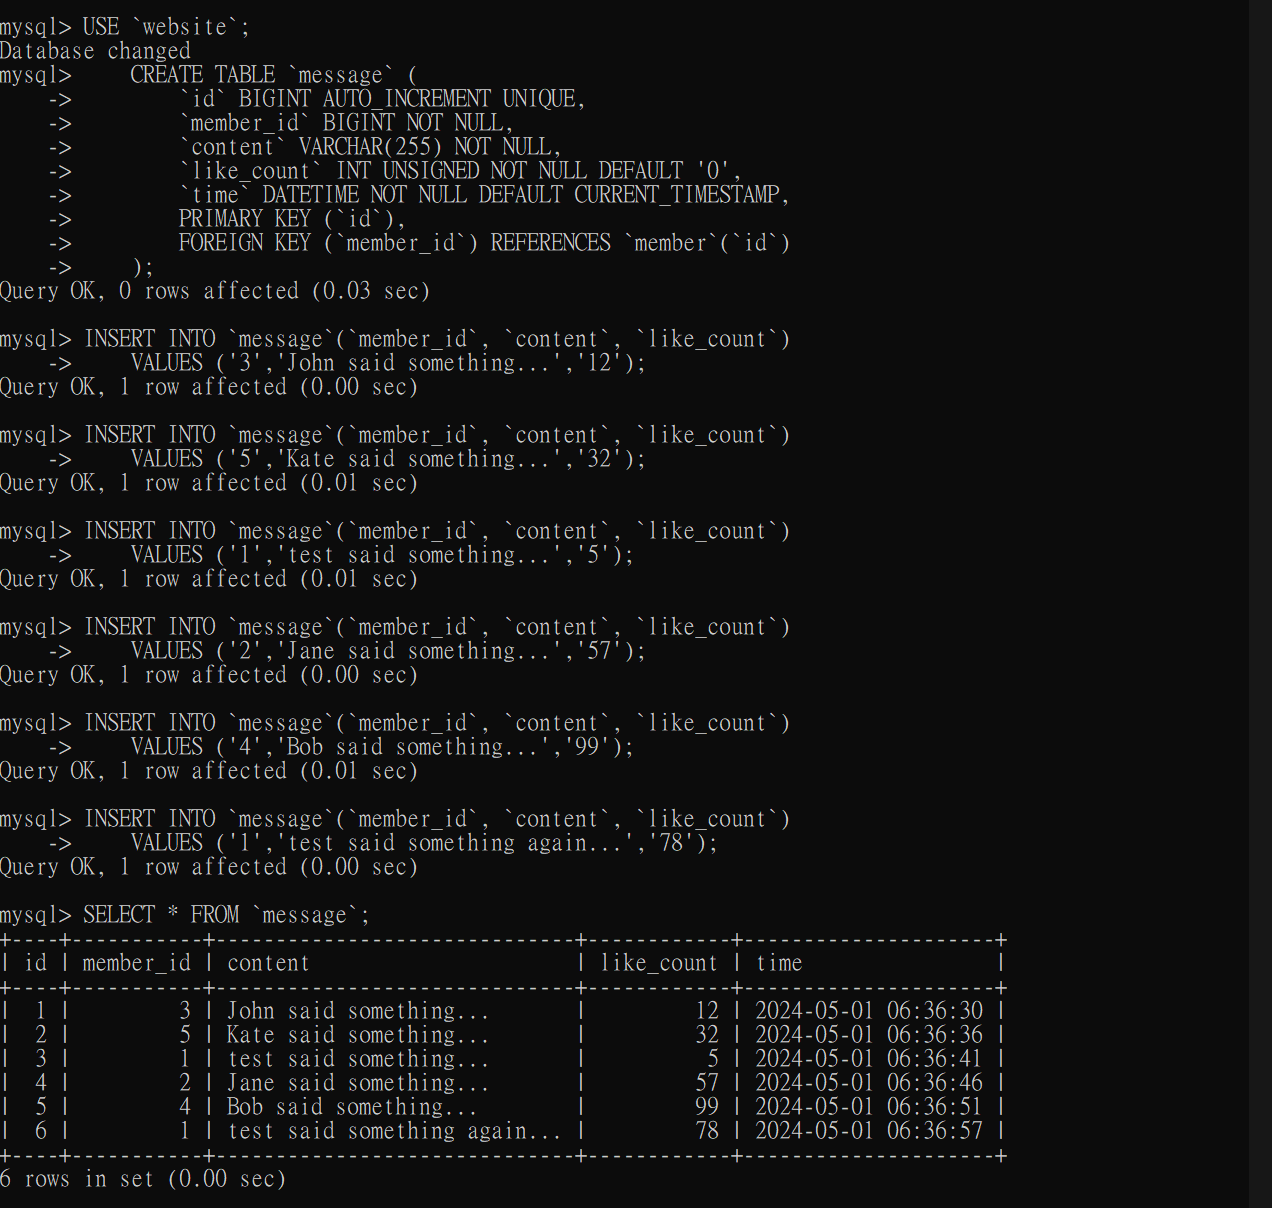 mysql> USE `website`;
Database changed
mysql>     CREATE TABLE `message` (
    ->         `id` BIGINT AUTO_INCREMENT UNIQUE,
    ->         `member_id` BIGINT NOT NULL,
    ->         `content` VARCHAR(255) NOT NULL,
    ->         `like_count` INT UNSIGNED NOT NULL DEFAULT '0',
    ->         `time` DATETIME NOT NULL DEFAULT CURRENT_TIMESTAMP,
    ->         PRIMARY KEY (`id`),
    ->         FOREIGN KEY (`member_id`) REFERENCES `member`(`id`)
    ->     );
Query OK, 0 rows affected (0.03 sec)

mysql> INSERT INTO `message`(`member_id`, `content`, `like_count`)
    ->     VALUES ('3','John said something...','12');
Query OK, 1 row affected (0.00 sec)

mysql> INSERT INTO `message`(`member_id`, `content`, `like_count`)
    ->     VALUES ('5','Kate said something...','32');
Query OK, 1 row affected (0.01 sec)

mysql> INSERT INTO `message`(`member_id`, `content`, `like_count`)
    ->     VALUES ('1','test said something...','5');
Query OK, 1 row affected (0.01 sec)

mysql> INSERT INTO `message`(`member_id`, `content`, `like_count`)
    ->     VALUES ('2','Jane said something...','57');
Query OK, 1 row affected (0.00 sec)

mysql> INSERT INTO `message`(`member_id`, `content`, `like_count`)
    ->     VALUES ('4','Bob said something...','99');
Query OK, 1 row affected (0.01 sec)

mysql> INSERT INTO `message`(`member_id`, `content`, `like_count`)
    ->     VALUES ('1','test said something again...','78');
Query OK, 1 row affected (0.00 sec)

mysql> SELECT * FROM `message`;
+----+-----------+------------------------------+------------+---------------------+
| id | member_id | content                      | like_count | time                |
+----+-----------+------------------------------+------------+---------------------+
|  1 |         3 | John said something...       |         12 | 2024-05-01 06:36:30 |
|  2 |         5 | Kate said something...       |         32 | 2024-05-01 06:36:36 |
|  3 |         1 | test said something...       |          5 | 2024-05-01 06:36:41 |
|  4 |         2 | Jane said something...       |         57 | 2024-05-01 06:36:46 |
|  5 |         4 | Bob said something...        |         99 | 2024-05-01 06:36:51 |
|  6 |         1 | test said something again... |         78 | 2024-05-01 06:36:57 |
+----+-----------+------------------------------+------------+---------------------+
6 rows in set (0.00 sec)